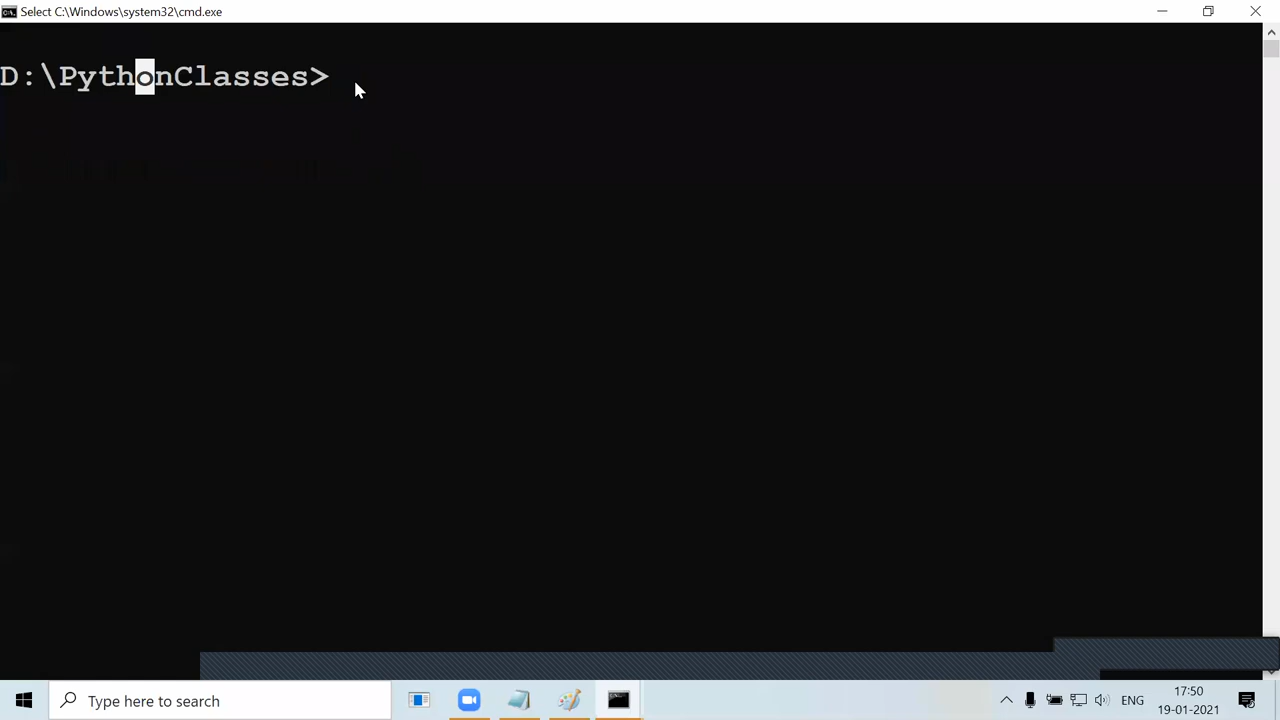 Select C:\Windows\system32\cmd.exe
D:\PythonClasses>
Type here to search
ENG
17:50
19-01-2021